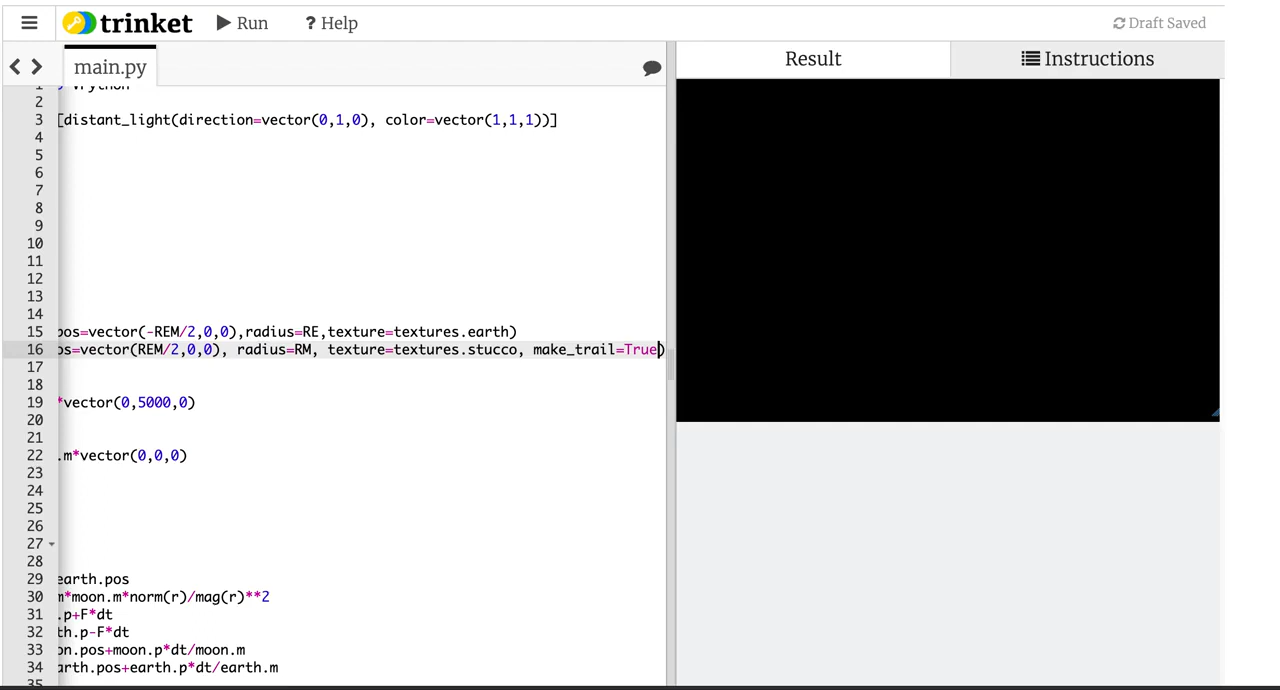 trinket
Run
? Help
Draft Saved
main.py
Result
Instructions
1 VPython
2
3 [distant_light(direction=vector(0,1,0), color=vector(1,1,1))]
4
5
6
7
8
9
10
11
12
13
14
15 pos=vector(-REM/2,0,0),radius=RE,texture=textures.earth)
16 os=vector(REM/2,0,0), radius=RM, texture=textures.stucco, make_trail=True)
17
18
19 *vector(0,5000,0)
20
21
22 .m*vector(0,0,0)
23
24
25
26
27
28
29 earth.pos
30 m*moon.m*norm(r)/mag(r)**2
31 .p+F*dt
32 th.p-F*dt
33 on.pos+moon.p*dt/moon.m
34 arth.pos+earth.p*dt/earth.m
35